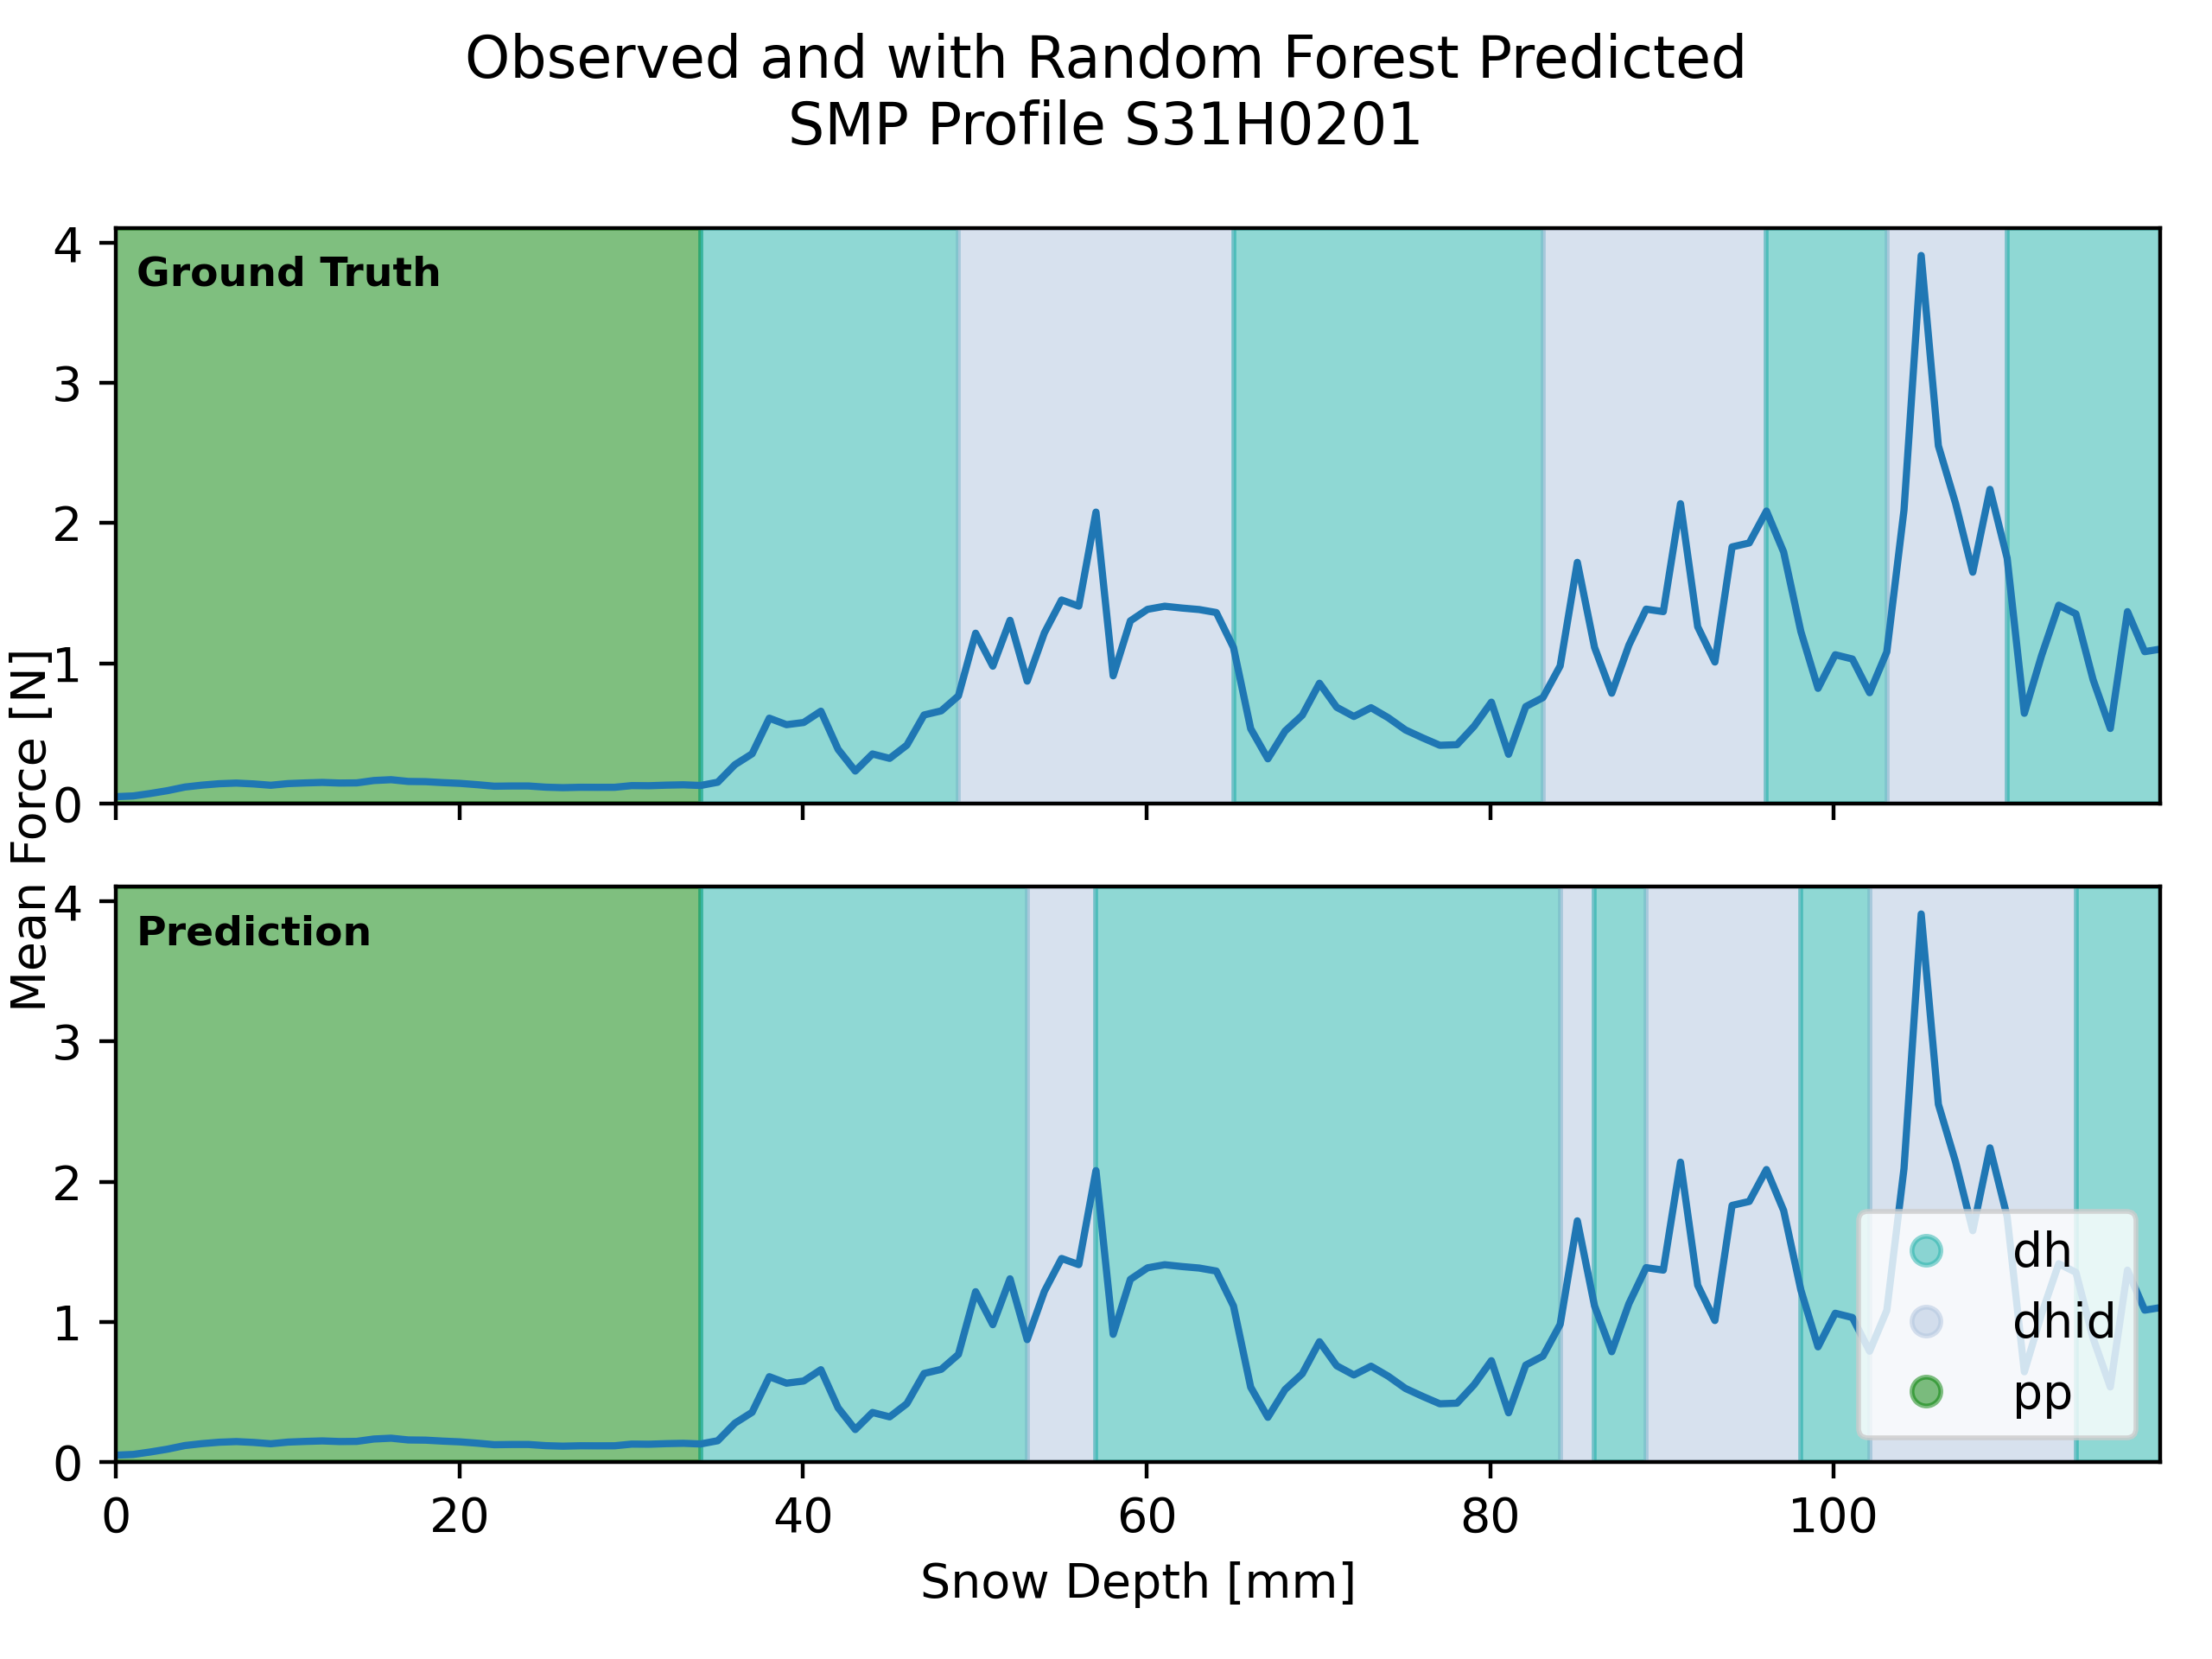 Observed and with Random Forest Predicted
SMP Profile S31H0201
Mean Force [N]
4
Ground Truth
3
2
1
0
4
Prediction
3
2
1
0
dh
dhid
pp
0 20 40 60 80 100
Snow Depth [mm]